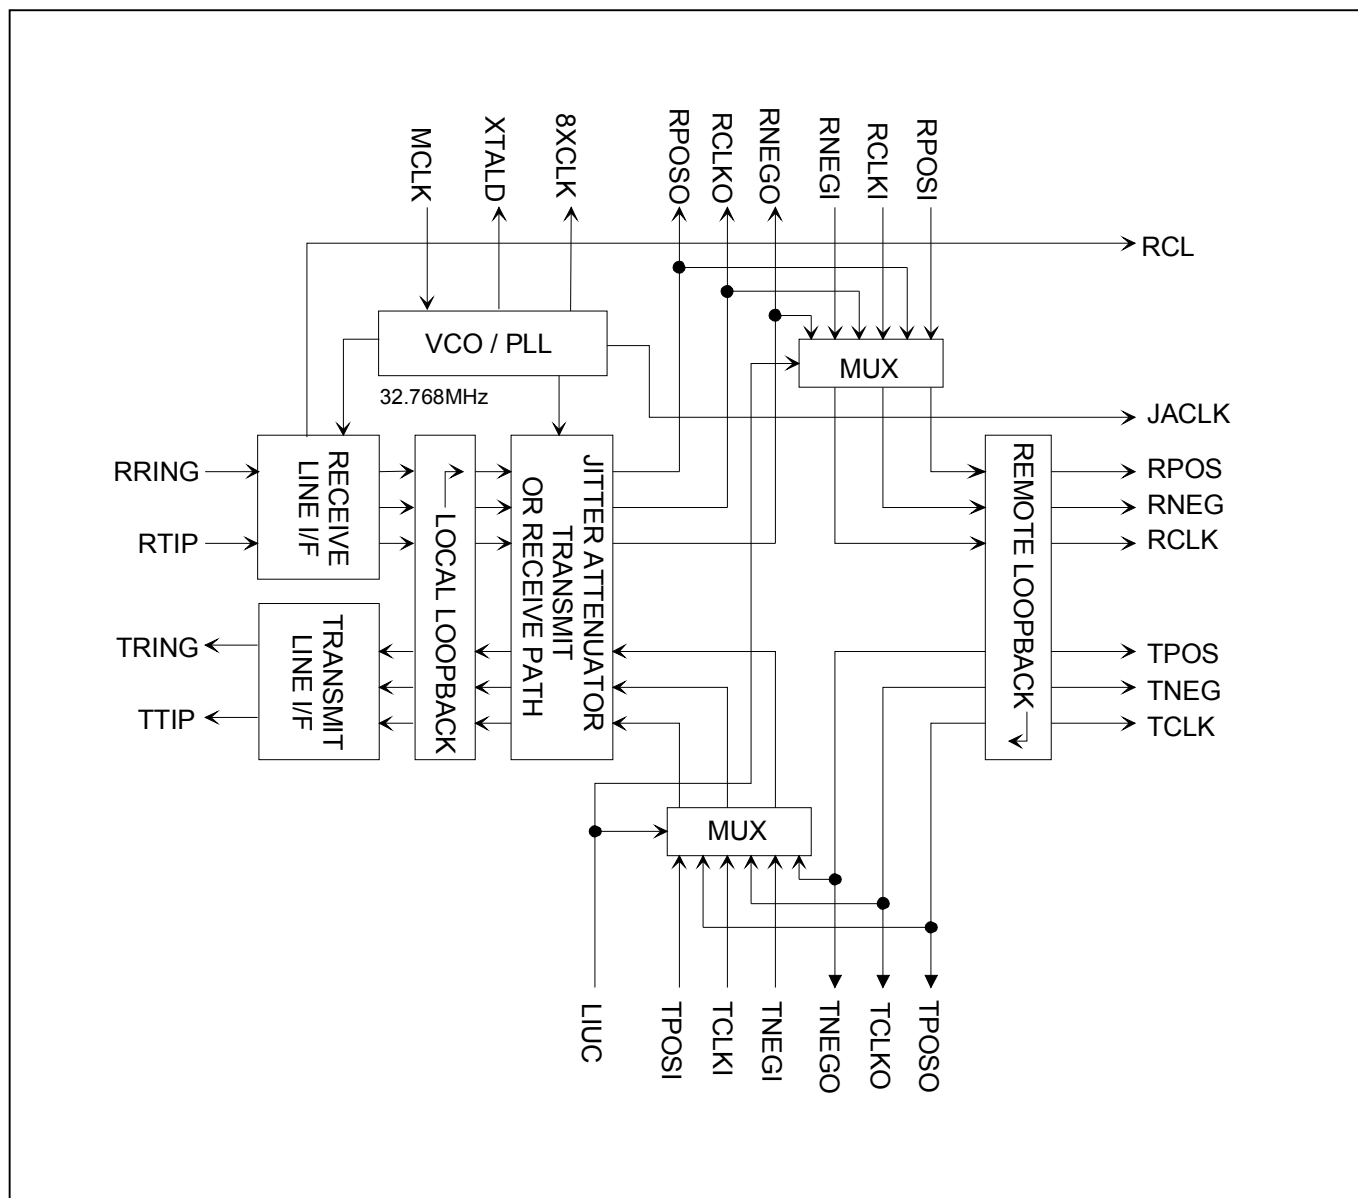 MCLK
XTALD
8XCLK
RPOSO
RCLKO
RNEGO
RNEGI
RCLKI
RPOSI
RCL
VCO / PLL
MUX
32.768MHz
JACLK
RRING
RTIP
RECEIVE
LINE I/F
LOCAL LOOPBACK
JITTER ATTENUATOR
TRANSMIT
OR RECEIVE PATH
REMOTE LOOPBACK
RPOS
RNEG
RCLK
TRING
TTIP
TRANSMIT
LINE I/F
TPOS
TNEG
TCLK
MUX
LIUC
TPOSI
TCLKI
TNEGI
TNEGO
TCLKO
TPOSO